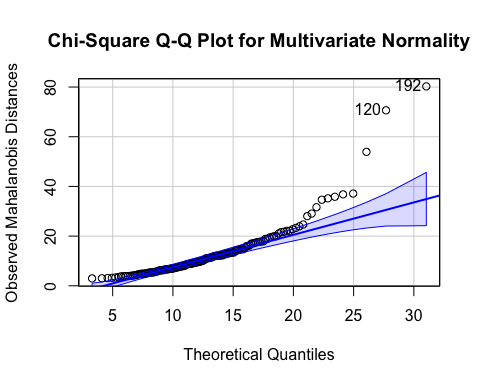 Chi-Square Q-Q Plot for Multivariate Normality
Observed Mahalanobis Distances
80
60
40
20
0
192
120
5 10 15 20 25 30
Theoretical Quantiles